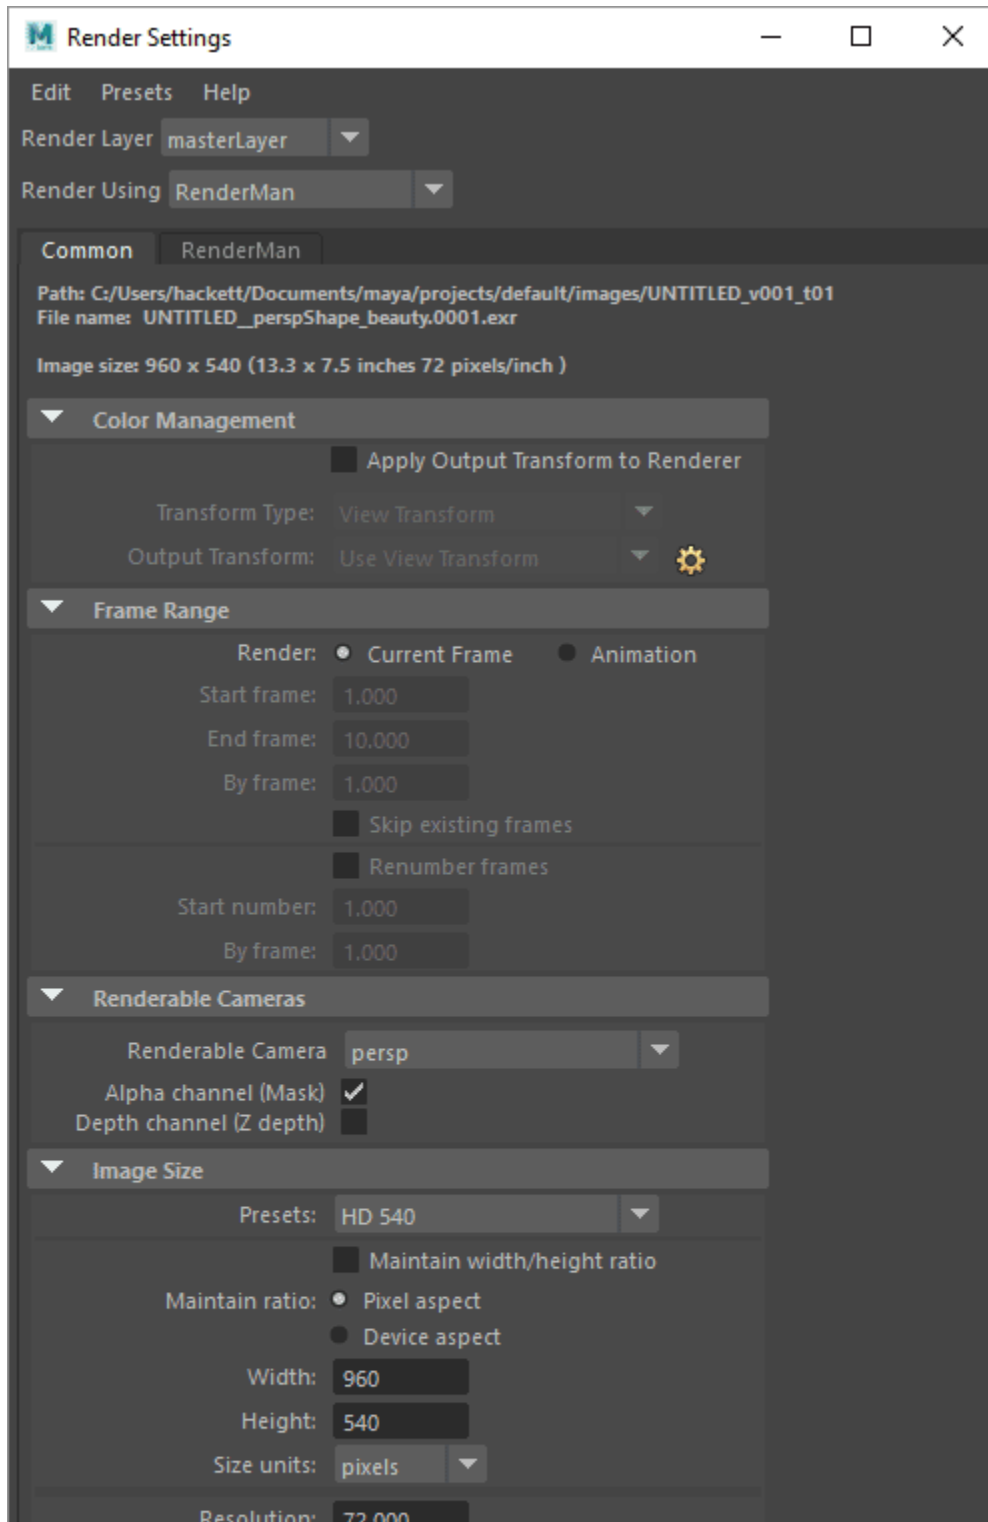 Render Settings
Edit Presets Help
Render Layer masterLayer
Render Using RenderMan
Common RenderMan
Path: C:/Users/hackett/Documents/maya/projects/default/images/UNTITLED_v001_t01
File name: UNTITLED__perspShape_beauty.0001.exr
Image size: 960 x 540 (13.3 x 7.5 inches 72 pixels/inch )
Color Management
Apply Output Transform to Renderer
Transform Type: View Transform
Output Transform: Use View Transform
Frame Range
Render: Current Frame Animation
Start frame: 1.000
End frame: 10.000
By frame: 1.000
Skip existing frames
Renumber frames
Start number: 1.000
By frame: 1.000
Renderable Cameras
Renderable Camera persp
Alpha channel (Mask)
Depth channel (Z depth)
Image Size
Presets: HD 540
Maintain width/height ratio
Maintain ratio: Pixel aspect
Device aspect
Width: 960
Height: 540
Size units: pixels
Resolution: 72.000